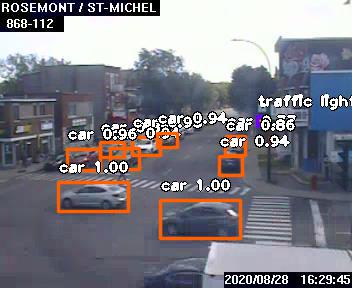 ROSEMONT / ST-MICHEL
868-112
traffic light
car 0.94
car 0.86
car 0.96
car 0.94
car 1.00
car 1.00
2020/08/28 16:29:45